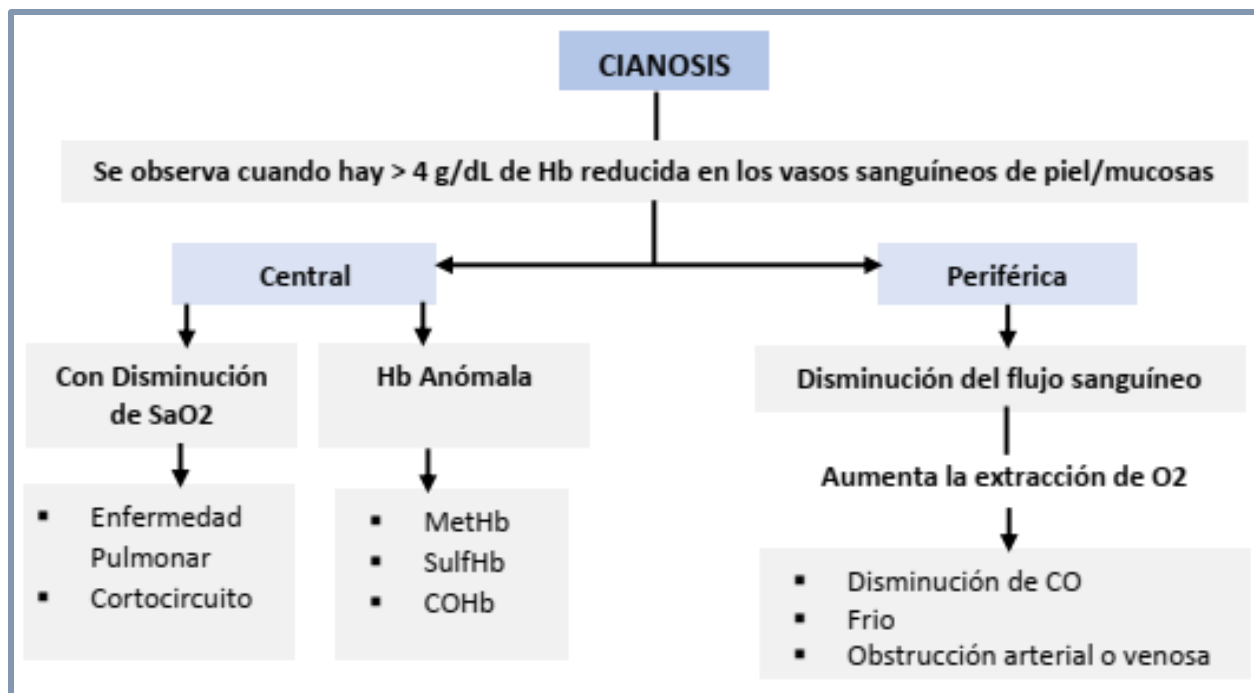 CIANOSIS
Se observa cuando hay > 4 g/dL de Hb reducida en los vasos sanguíneos de piel/mucosas
Central
Periférica
Con Disminución
de SaO2
Hb Anómala
Disminución del flujo sanguíneo
Aumenta la extracción de O2
▪ Enfermedad
Pulmonar
▪ Cortocircuito
▪ MetHb
▪ SulfHb
▪ COHb
▪ Disminución de CO
▪ Frio
▪ Obstrucción arterial o venosa